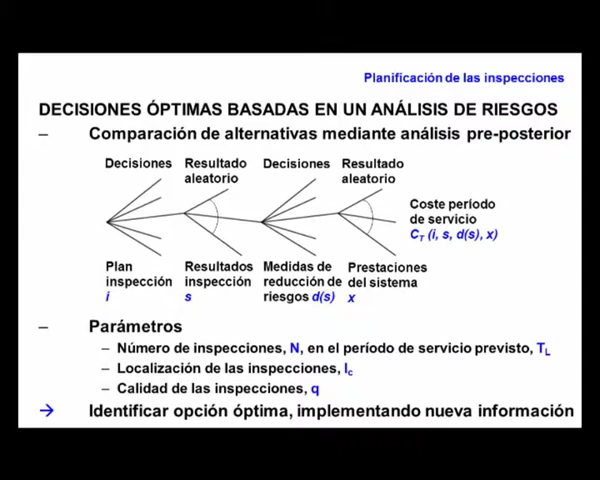 Planificación de las inspecciones
DECISIONES ÓPTIMAS BASADAS EN UN ANÁLISIS DE RIESGOS
– Comparación de alternativas mediante análisis pre-posterior
Decisiones Resultado Decisiones Resultado
aleatorio aleatorio
Coste período
de servicio
CT (i, s, d(s), x)
Plan Resultados Medidas de Prestaciones
inspección inspección reducción de del sistema
i s riesgos d(s) x
– Parámetros
– Número de inspecciones, N, en el período de servicio previsto, TL
– Localización de las inspecciones, lc
– Calidad de las inspecciones, q
→ Identificar opción óptima, implementando nueva información